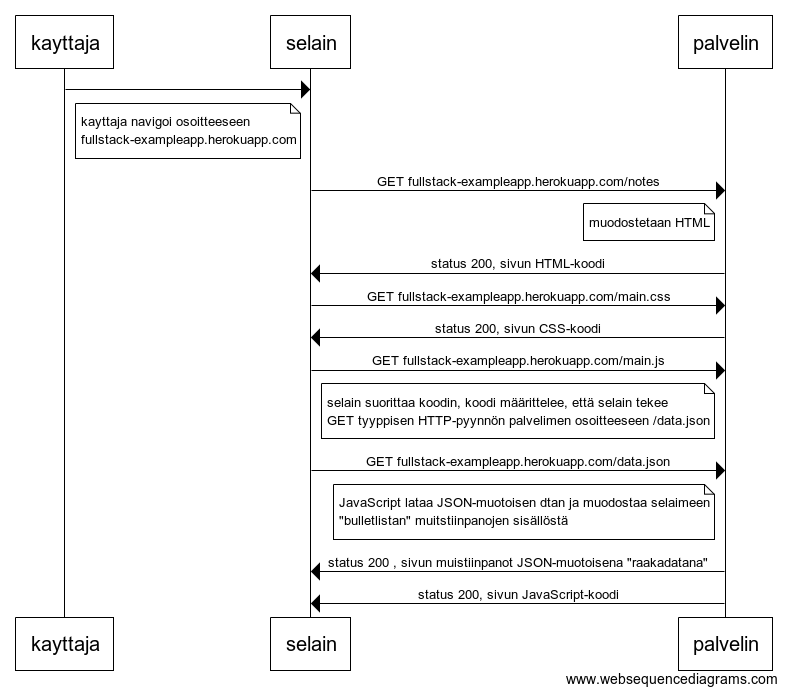 kayttaja
selain
palvelin
kayttaja navigoi osoitteeseen
fullstack-exampleapp.herokuapp.com
GET fullstack-exampleapp.herokuapp.com/notes
muodostetaan HTML
status 200, sivun HTML-koodi
GET fullstack-exampleapp.herokuapp.com/main.css
status 200, sivun CSS-koodi
GET fullstack-exampleapp.herokuapp.com/main.js
selain suorittaa koodin, koodi määrittelee, että selain tekee
GET tyyppisen HTTP-pyynnön palvelimen osoitteeseen /data.json
GET fullstack-exampleapp.herokuapp.com/data.json
JavaScript lataa JSON-muotoisen dtan ja muodostaa selaimeen
"bulletlistan" muitstiinpanojen sisällöstä
status 200 , sivun muistiinpanot JSON-muotoisena "raakadatana"
status 200, sivun JavaScript-koodi
kayttaja
selain
palvelin
www.websequencediagrams.com